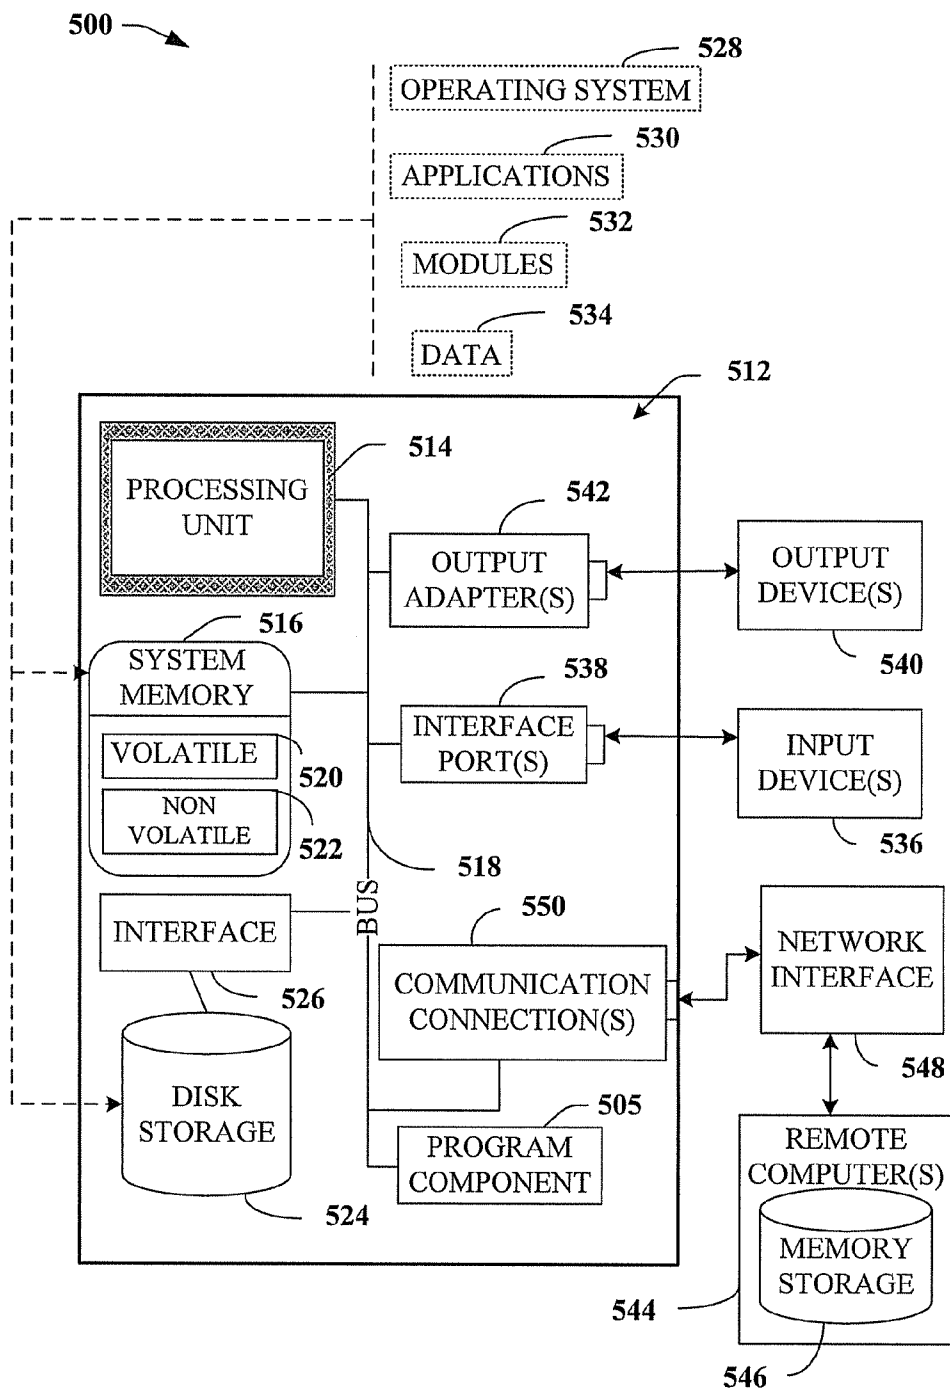 500
528
OPERATING SYSTEM
530
APPLICATIONS
532
MODULES
534
DATA
512
514
PROCESSING
UNIT
542
OUTPUT
ADAPTER(S)
OUTPUT
DEVICE(S)
540
516
SYSTEM
MEMORY
VOLATILE
520
NON
VOLATILE
522
538
INTERFACE
PORT(S)
INPUT
DEVICE(S)
536
518
BUS
INTERFACE
526
550
COMMUNICATION
CONNECTION(S)
NETWORK
INTERFACE
548
DISK
STORAGE
524
505
PROGRAM
COMPONENT
REMOTE
COMPUTER(S)
MEMORY
STORAGE
544
546